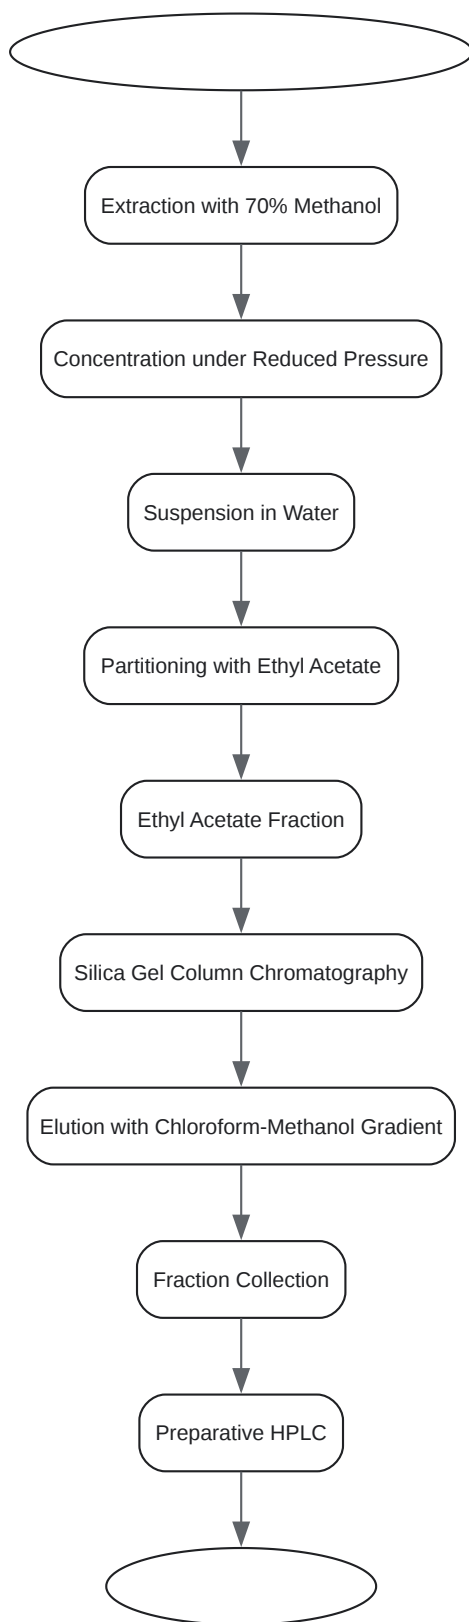 Extraction with 70% Methanol
Concentration under Reduced Pressure
Suspension in Water
Partitioning with Ethyl Acetate
Ethyl Acetate Fraction
Silica Gel Column Chromatography
Elution with Chloroform-Methanol Gradient
Fraction Collection
Preparative HPLC